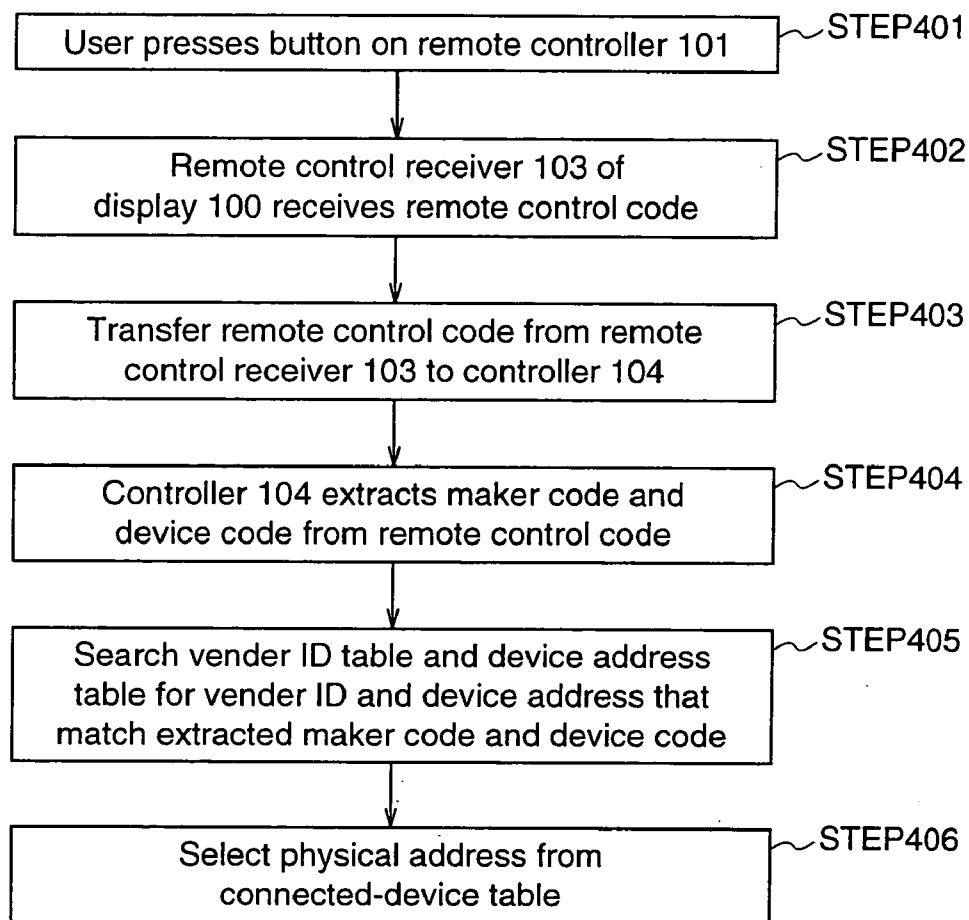 User presses button on remote controller 101
STEP401
Remote control receiver 103 of
display 100 receives remote control code
STEP402
Transfer remote control code from remote
control receiver 103 to controller 104
STEP403
Controller 104 extracts maker code and
device code from remote control code
STEP404
Search vender ID table and device address
table for vender ID and device address that
match extracted maker code and device code
STEP405
Select physical address from
connected-device table
STEP406